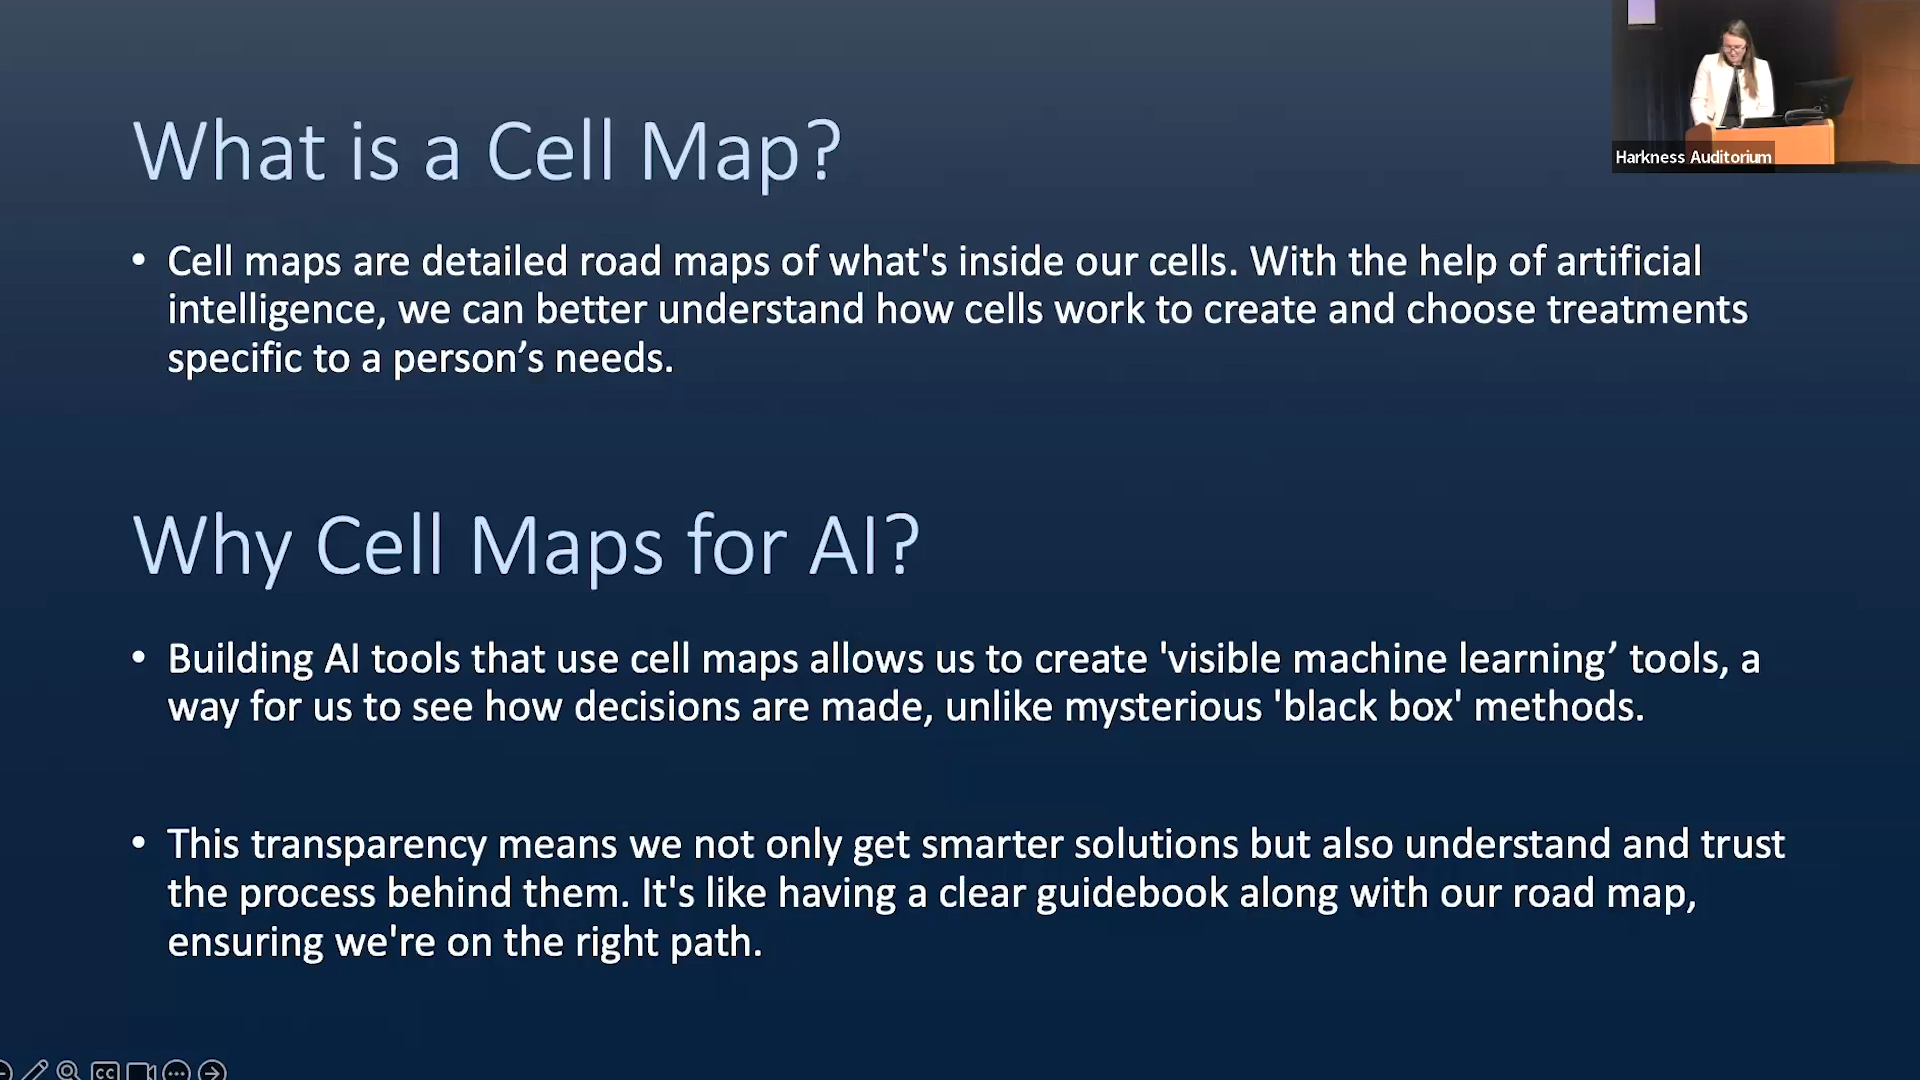 What is a Cell Map?
• Cell maps are detailed road maps of what's inside our cells. With the help of artificial
intelligence, we can better understand how cells work to create and choose treatments
specific to a person’s needs.
Why Cell Maps for AI?
• Building AI tools that use cell maps allows us to create 'visible machine learning’ tools, a
way for us to see how decisions are made, unlike mysterious 'black box' methods.
• This transparency means we not only get smarter solutions but also understand and trust
the process behind them. It's like having a clear guidebook along with our road map,
ensuring we're on the right path.
Harkness Auditorium
CC